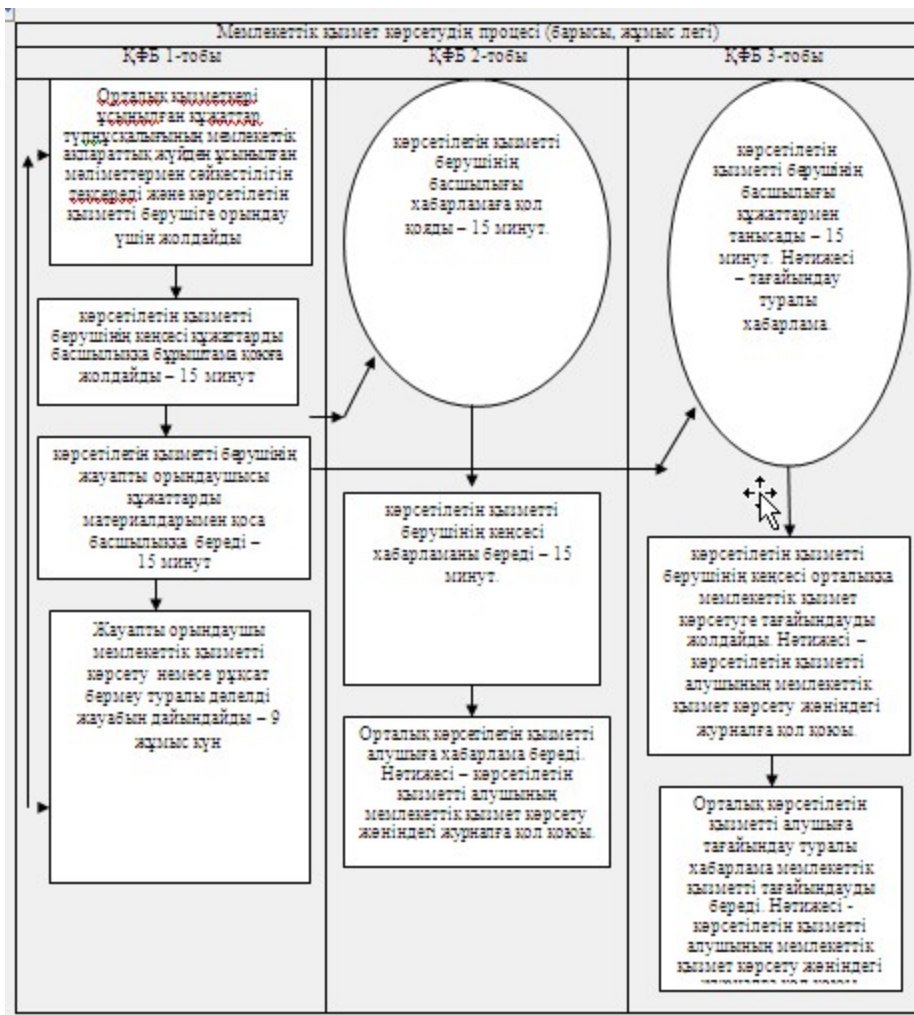 Мемлекеттік қызмет көрсетудің процесі (барысы, жұмыс легі)
ҚФБ 1-тобы
ҚФБ 2-тобы
ҚФБ 3-тобы
Орталық қызметкері
ұсынылған құжаттар
түпнұсқалығының мемлекеттік
ақпараттық жүйден ұсынылған
мәліметтермен сәйкестілігін
тексереді және көрсетілетін
қызметті берушіге орындау
үшін жолдайды
көрсетілетін қызметті
берушінің кеңсесі құжаттарды
басшылыққа бұрыштама қоюға
жолдайды – 15 минут
көрсетілетін қызметті берушінің
жауапты орындаушысы
құжаттарды
материалдарымен қоса
басшылыққа береді –
15 минут
Жауапты орындаушы
мемлекеттік қызметті
көрсету немесе рұқсат
бермеу туралы дәлелді
жауабын дайындайды – 9
жұмыс күн
көрсетілетін қызметті
берушінің
басшылығы
хабарламаға қол
қояды – 15 минут.
көрсетілетін қызметті
берушінің кеңсесі
хабарламаны береді – 15
минут.
Орталық көрсетілетін қызметті
алушыға хабарлама береді.
Нәтижесі – көрсетілетін
қызметті алушының
мемлекеттік қызмет көрсету
жөніндегі журналға қол қоюы.
көрсетілетін
қызметті берушінің
басшылығы
құжаттармен
танысады – 15
минут. Нәтижесі
– тағайындау
туралы
хабарлама.
көрсетілетін қызметті
берушінің кеңсесі орталыққа
мемлекеттік қызмет
көрсетуге тағайындауды
жолдайды. Нәтижесі –
көрсетілетін қызметті
алушының мемлекеттік
қызмет көрсету жөніндегі
журналға қол қоюы.
Орталық көрсетілетін
қызметті алушыға
тағайындау туралы
хабарлама мемлекеттік
қызметті тағайындауды
береді. Нәтижесі -
көрсетілетін қызметті
алушының мемлекеттік
қызмет көрсету жөніндегі